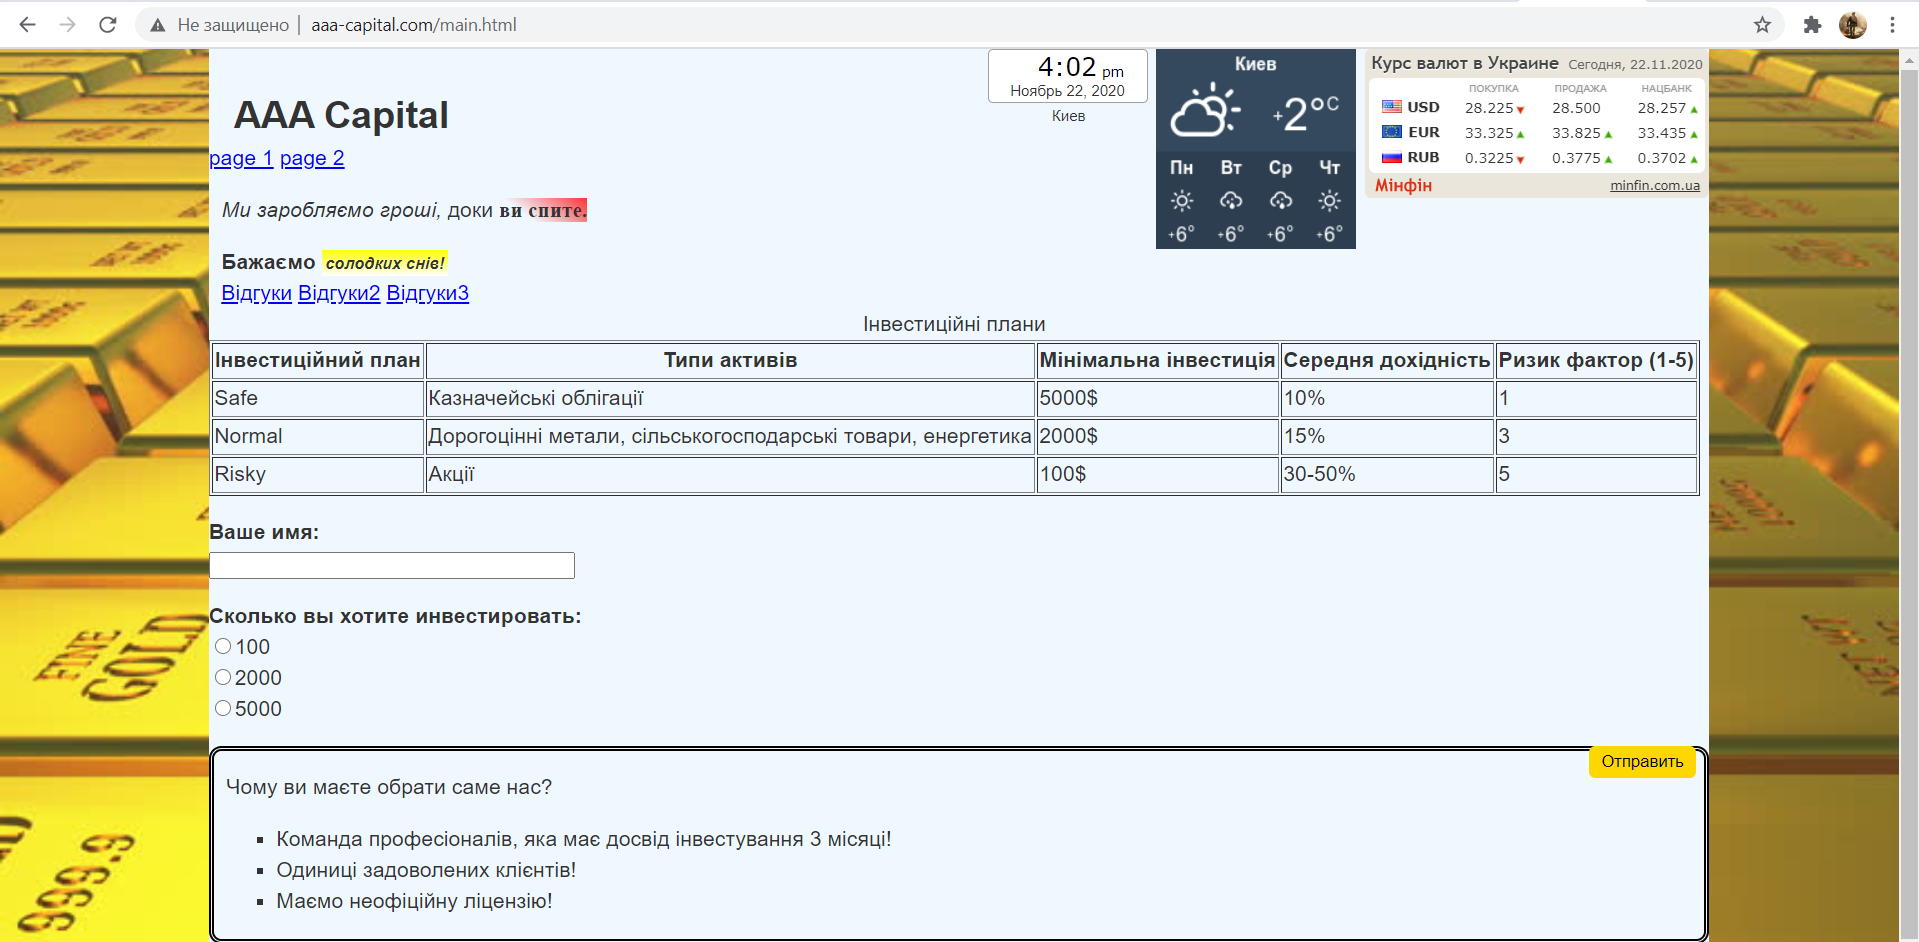 Не защищено | aaa-capital.com/main.html
AAA Capital
page 1 page 2
Ми заробляємо гроші, доки ви спите.
Бажаємо солодких снів!
Відгуки Відгуки2 Відгуки3
4:02 pm
Ноябрь 22, 2020
Киев
Киев
+2°C
Пн Вт Ср Чт
+6° +6° +6° +6°
Курс валют в Украине Сегодня, 22.11.2020
ПОКУПКА ПРОДАЖА НАЦБАНК
USD 28.225 28.500 28.257
EUR 33.325 33.825 33.435
RUB 0.3225 0.3775 0.3702
Мінфін minfin.com.ua
Інвестиційні плани
Інвестиційний план Типи активів Мінімальна інвестиція Середня дохідність Ризик фактор (1-5)
Safe Казначейські облігації 5000$ 10% 1
Normal Дорогоцінні метали, сільськогосподарські товари, енергетика 2000$ 15% 3
Risky Акції 100$ 30-50% 5
Ваше имя:
Сколько вы хотите инвестировать:
100
2000
5000
Отправить
Чому ви маєте обрати саме нас?
Команда професіоналів, яка має досвід інвестування 3 місяці!
Одиниці задоволених клієнтів!
Маємо неофіційну ліцензію!
FINE
GOLD
999.9